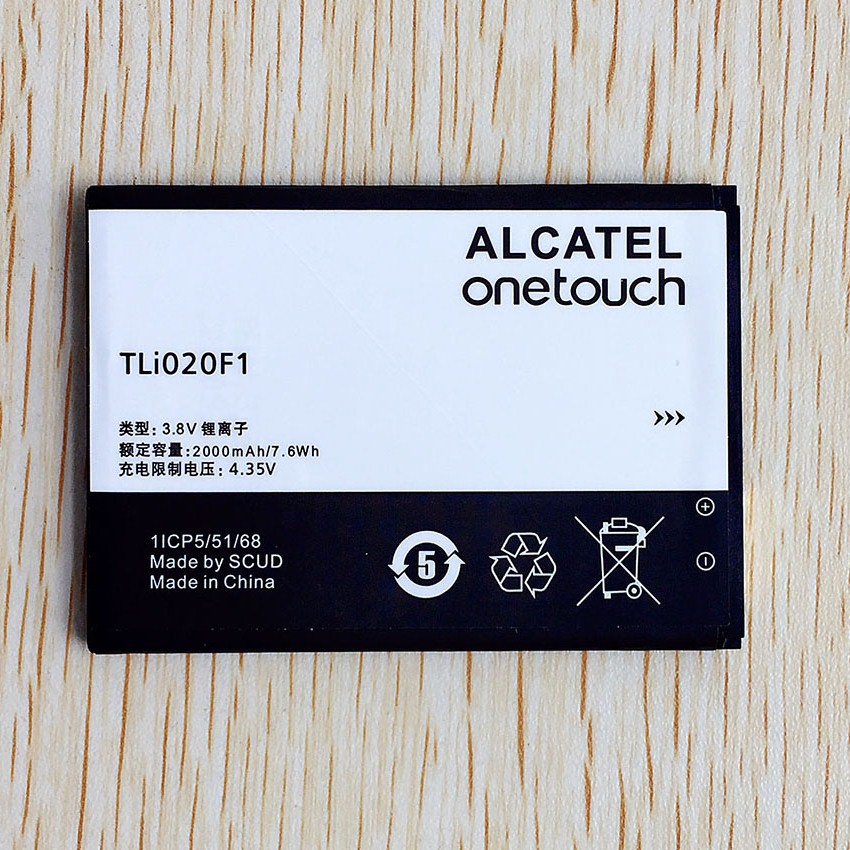 ALCATEL
onetouch
TLi020F1
类型: 3.8V 锂离子
额定容量:2000mAh/7.6Wh
充电限制电压: 4.35V
1ICP5/51/68
Made by SCUD
Made in China
5